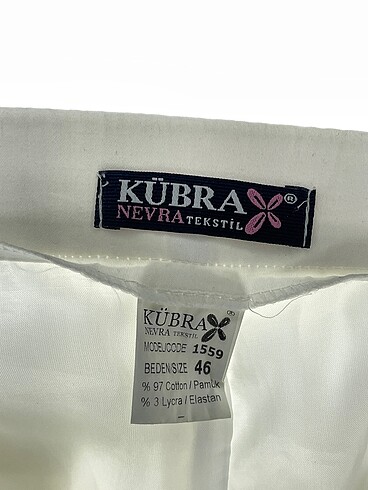 KÜBRA ®
NEVRA TEKSTİL
KÜBRA ®
NEVRA TEKSTİL
MODEL/CODE 1559
BEDEN/SIZE 46
% 97 Cotton / Pamuk
% 3 Lycra / Elastan